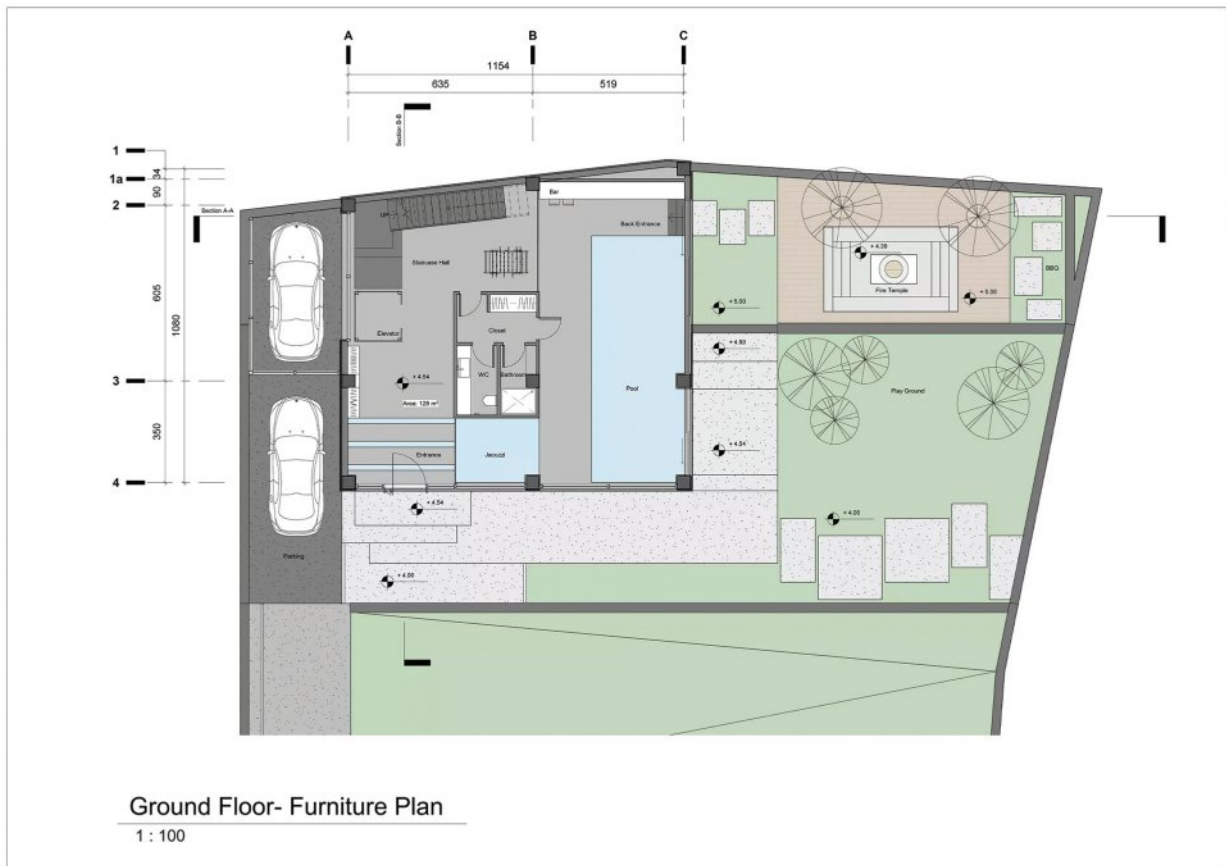 A
B
C
1154
635
519
Section B-B
1
34
1a
90
2
Section A-A
605
1080
3
350
4
Bar
UP
Back Entrance
Staircase Hall
+ 4.39
Fire Temple
+ 5.00
BBQ
+ 5.00
Elevator
Closet
+ 4.80
WC
Bathroom
+ 4.54
Area: 128 m²
Pool
Play Ground
Entrance
Jacuzzi
+ 4.54
+ 4.54
+ 4.00
Parking
+ 4.06
Ground Floor- Furniture Plan
1 : 100